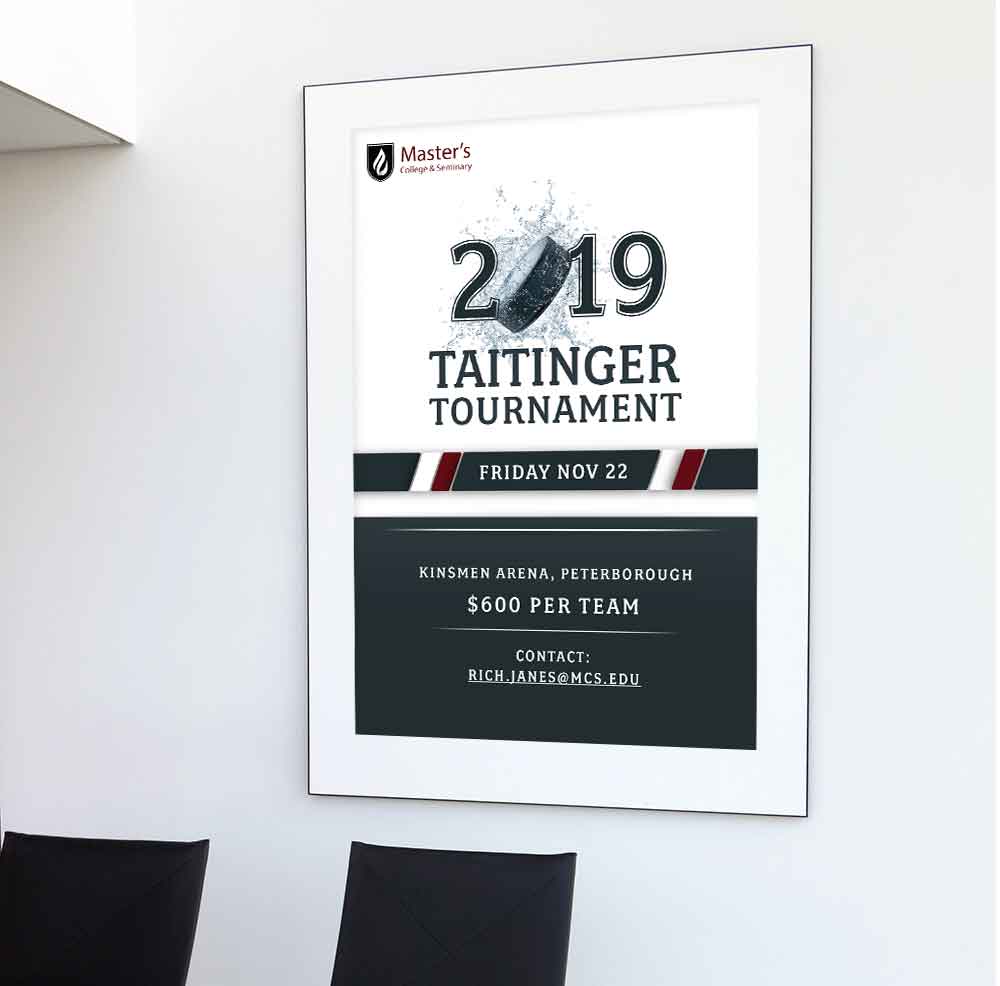 Master's
College & Seminary
2019
TAITINGER
TOURNAMENT
FRIDAY NOV 22
KINSMEN ARENA, PETERBOROUGH
$600 PER TEAM
CONTACT:
RICH.JANES@MCS.EDU